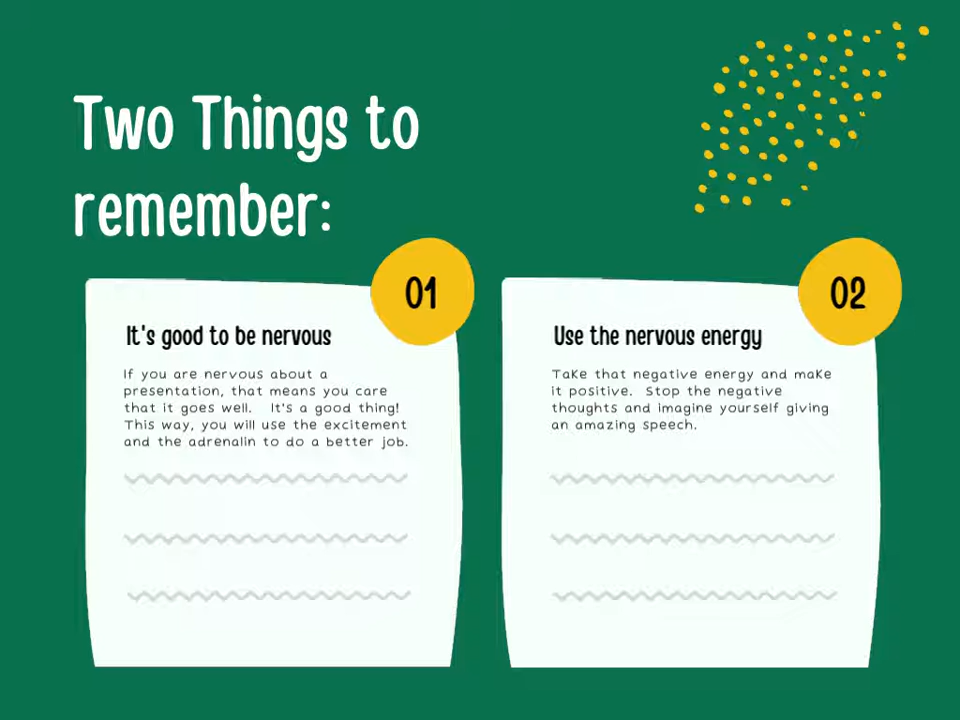 Two Things to
remember:
01
It's good to be nervous
If you are nervous about a
presentation, that means you care
that it goes well. It's a good thing!
This way, you will use the excitement
and the adrenalin to do a better job.
02
Use the nervous energy
Take that negative energy and make
it positive. Stop the negative
thoughts and imagine yourself giving
an amazing speech.